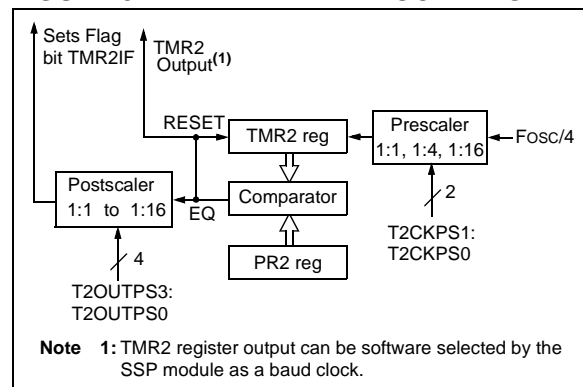 Sets Flag
bit TMR2IF
TMR2
Output(1)
RESET
TMR2 reg
Prescaler
1:1, 1:4, 1:16
FOSC/4
Postscaler
1:1 to 1:16
EQ
Comparator
2
4
PR2 reg
T2CKPS1:
T2CKPS0
T2OUTPS3:
T2OUTPS0
Note 1: TMR2 register output can be software selected by the
SSP module as a baud clock.